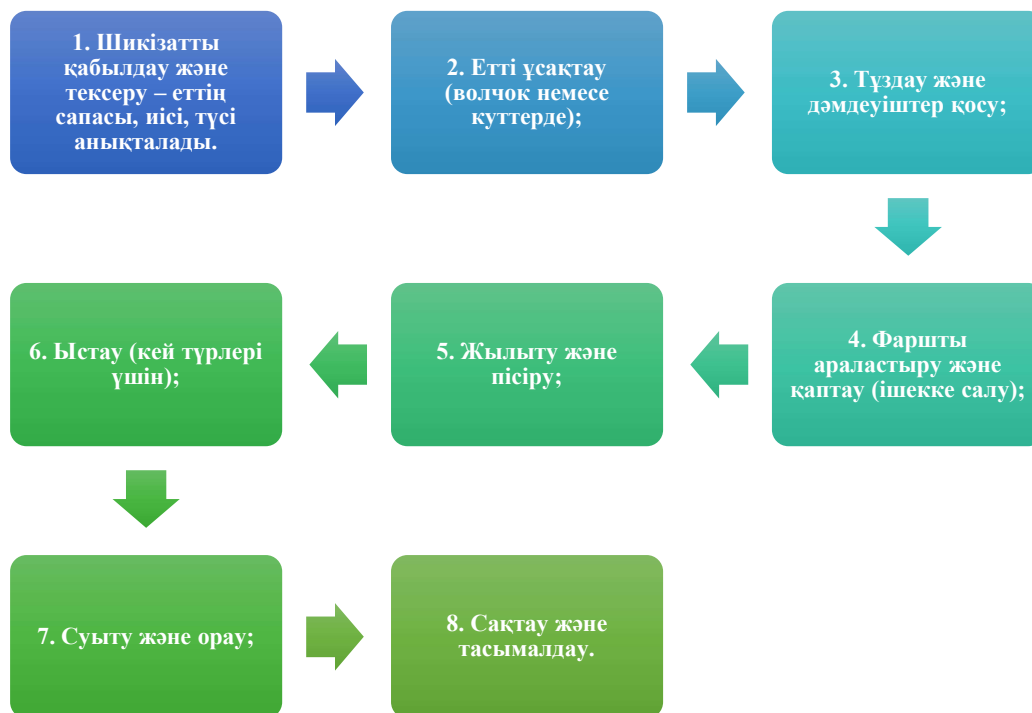 1. Шикізатты
қабылдау және
тексеру – еттің
сапасы, иісі, түсі
анықталады.
2. Етті ұсақтау
(волчок немесе
куттерде);
3. Тұздау және
дәмдеуіштер қосу;
4. Фаршты
араластыру және
қаптау (ішекке салу);
5. Жылыту және
пісіру;
6. Ыстау (кей түрлері
үшін);
7. Суыту және орау;
8. Сақтау және
тасымалдау.